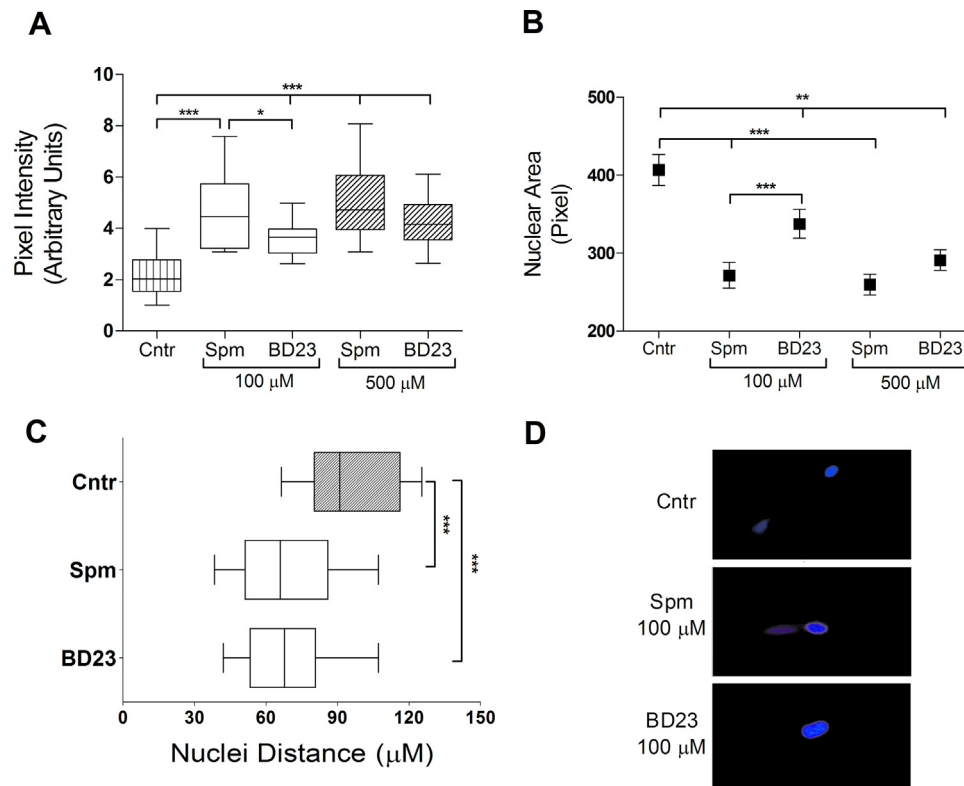 A
Pixel Intensity
(Arbitrary Units)
10
8
6
4
2
0
***
***
*
Cntr Spm BD23 Spm BD23
100 µM 500 µM
B
Nuclear Area
(Pixel)
500
400
300
200
**
***
***
Cntr Spm BD23 Spm BD23
100 µM 500 µM
C
Cntr
Spm
BD23
***
***
0 30 60 90 120 150
Nuclei Distance (µM)
D
Cntr
Spm
100 µM
BD23
100 µM